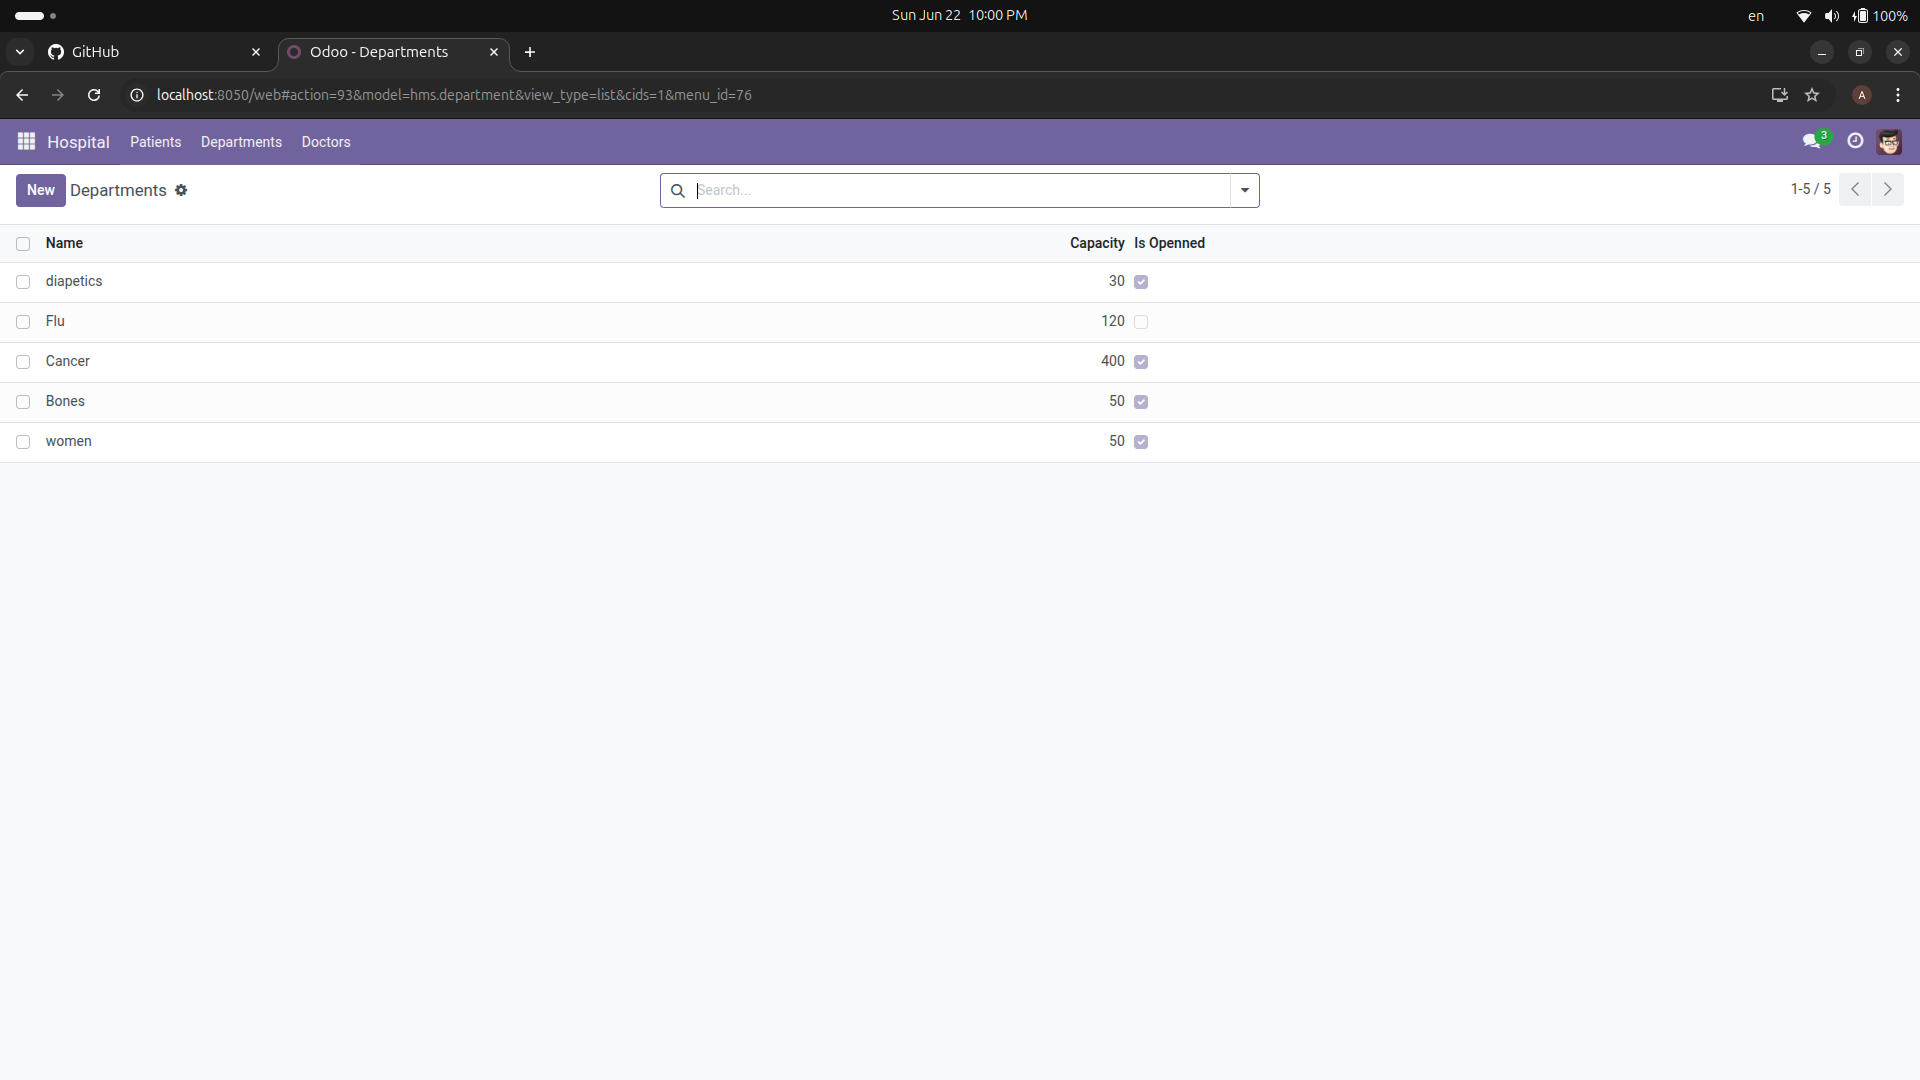 Sun Jun 22 10:00 PM
en
100%
GitHub
Odoo - Departments
localhost:8050/web#action=93&model=hms.department&view_type=list&cids=1&menu_id=76
A
Hospital
Patients
Departments
Doctors
3
New
Departments
Search...
1-5 / 5
Name Capacity Is Openned
diapetics 30
Flu 120
Cancer 400
Bones 50
women 50